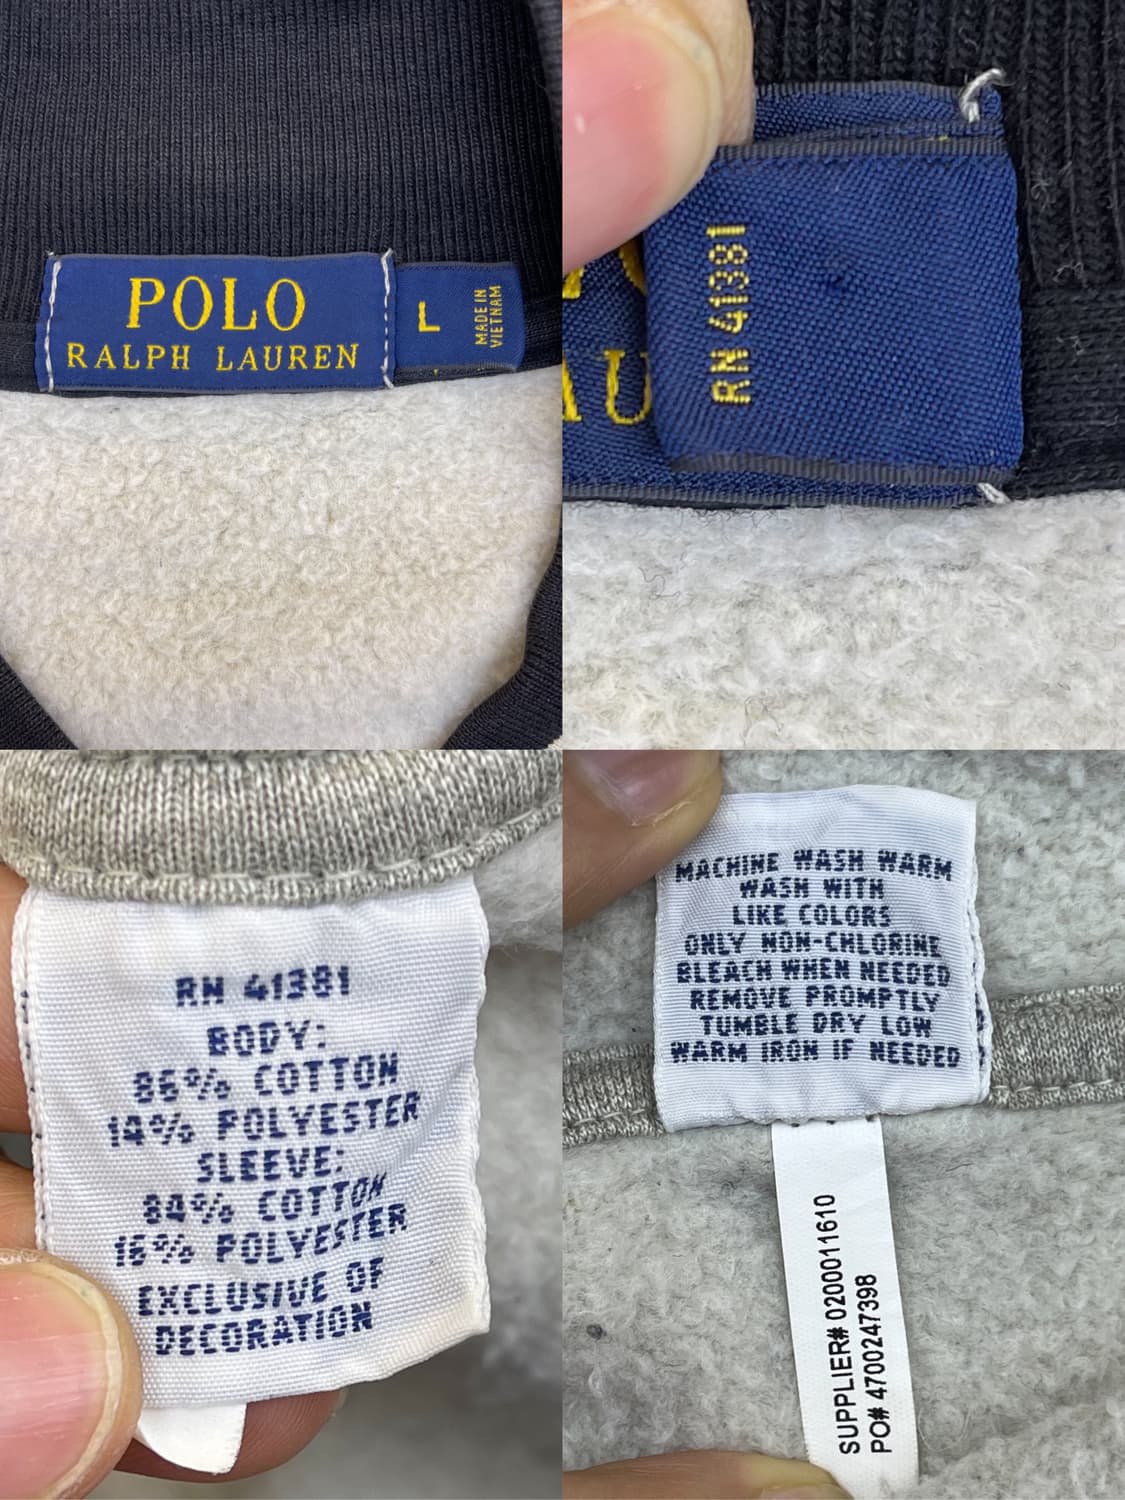 POLO
RALPH LAUREN
L
MADE IN
VIETNAM
RN 41381
AU
RN 41381
BODY:
86% COTTON
14% POLYESTER
SLEEVE:
84% COTTON
16% POLYESTER
EXCLUSIVE OF
DECORATION
MACHINE WASH WARM
WASH WITH
LIKE COLORS
ONLY NON-CHLORINE
BLEACH WHEN NEEDED
REMOVE PROMPTLY
TUMBLE DRY LOW
WARM IRON IF NEEDED
SUPPLIER# 0200011610
PO# 4700247398